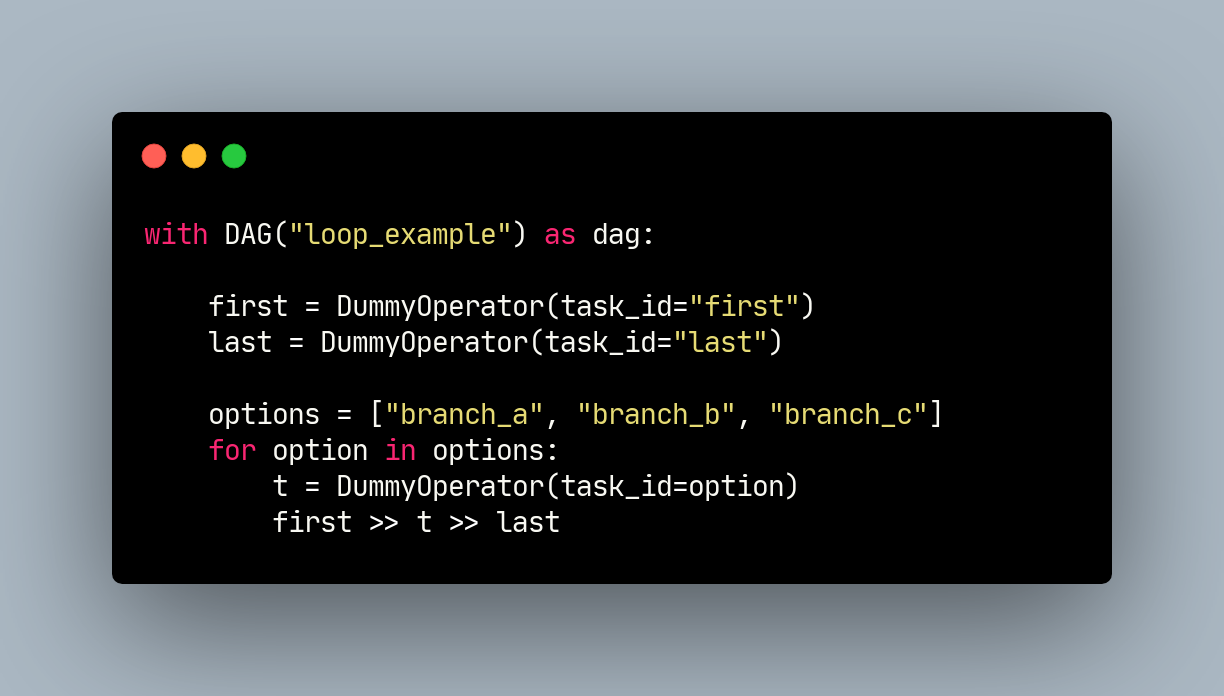 with DAG("loop_example") as dag:
    first = DummyOperator(task_id="first")
    last = DummyOperator(task_id="last")
    options = ["branch_a", "branch_b", "branch_c"]
    for option in options:
        t = DummyOperator(task_id=option)
        first >> t >> last